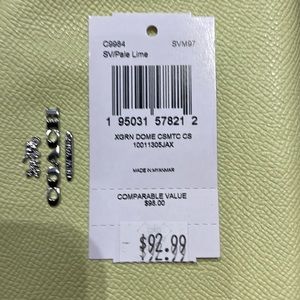 C9984 SVM97
SV/Pale Lime
1 95031 57821 2
XGRN DOME CSMTC CS
10011305JAX
MADE IN MYANMAR
COMPARABLE VALUE
$98.00
$92.99
COACH